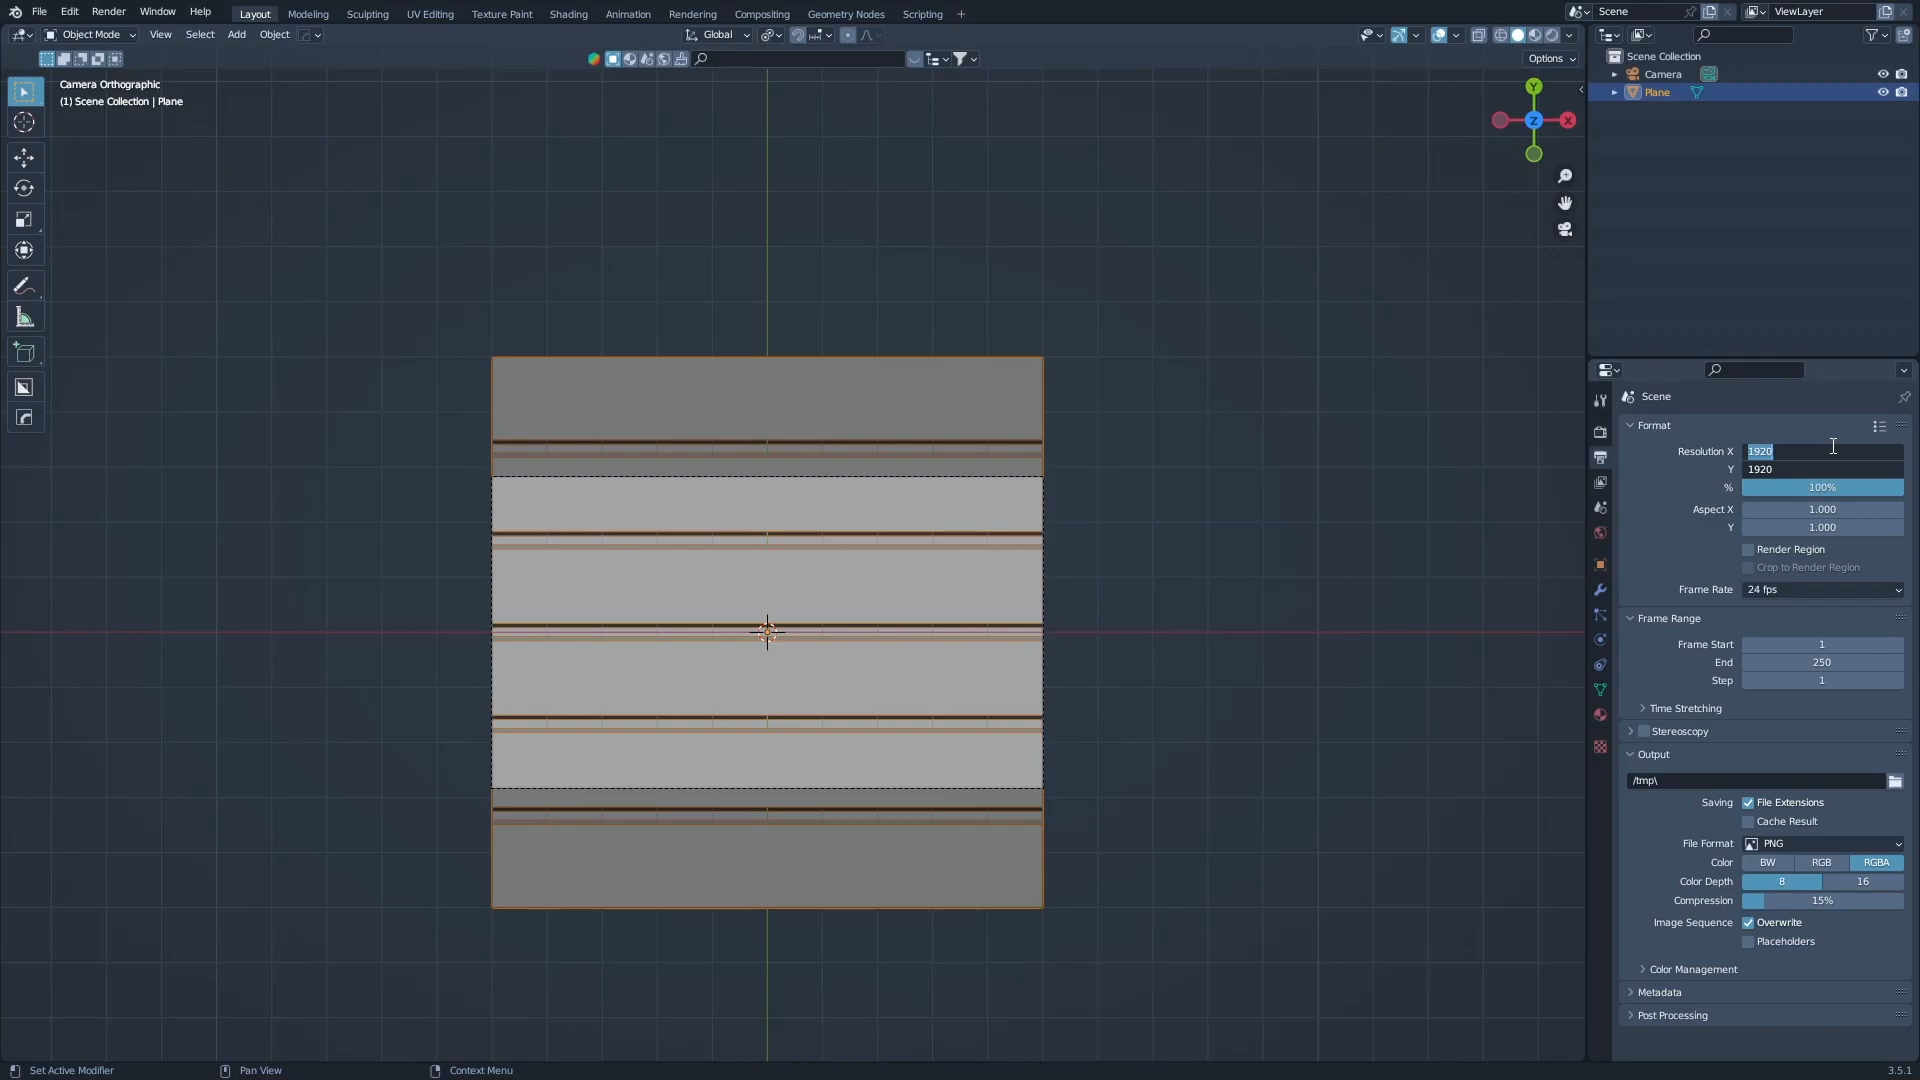 File Edit Render Window Help Layout Modeling Sculpting UV Editing Texture Paint Shading Animation Rendering Compositing Geometry Nodes Scripting + Scene ViewLayer
Object Mode View Select Add Object Global
Options
Camera Orthographic
(1) Scene Collection | Plane
Y
X
Z
Scene Collection
Camera
Plane
Scene
Format
Resolution X 1920
Y 1920
% 100%
Aspect X 1.000
Y 1.000
Render Region
Crop to Render Region
Frame Rate 24 fps
Frame Range
Frame Start 1
End 250
Step 1
Time Stretching
Stereoscopy
Output
/tmp\
Saving File Extensions
Cache Result
File Format PNG
Color BW RGB RGBA
Color Depth 8 16
Compression 15%
Image Sequence Overwrite
Placeholders
Color Management
Metadata
Post Processing
Set Active Modifier Pan View Context Menu 3.5.1